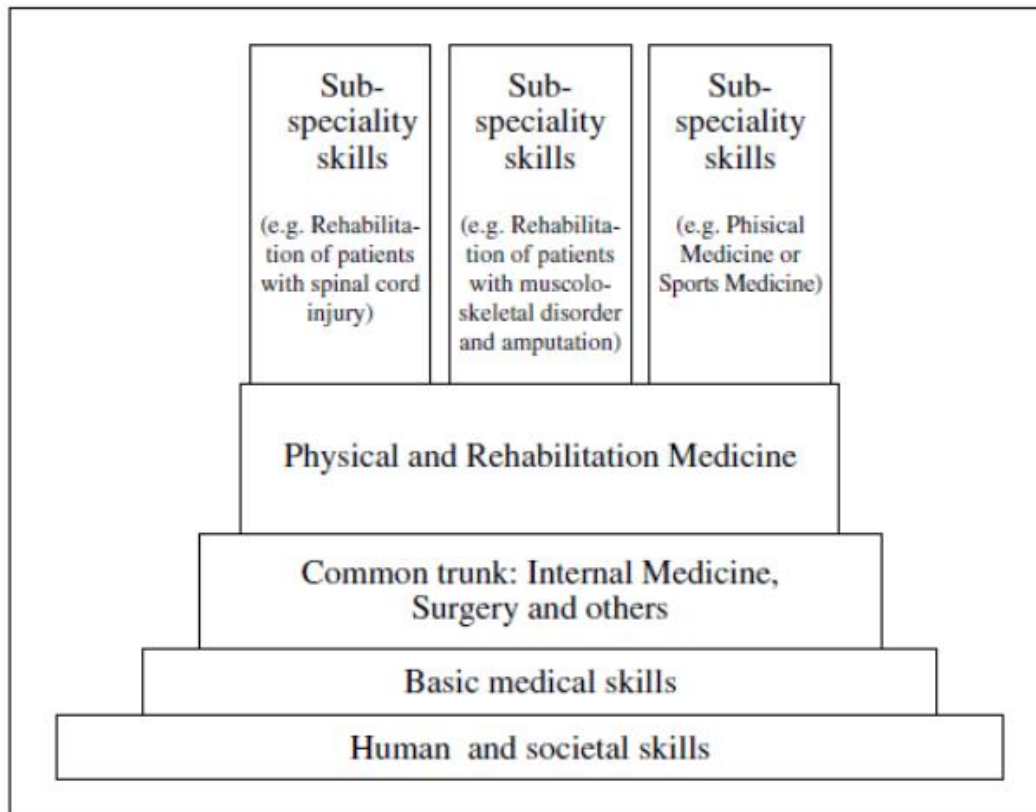 Sub-
speciality
skills
(e.g. Rehabilita-
tion of patients
with spinal cord
injury)
Sub-
speciality
skills
(e.g. Rehabilita-
tion of patients
with muscolo-
skeletal disorder
and amputation)
Sub-
speciality
skills
(e.g. Phisical
Medicine or
Sports Medicine)
Physical and Rehabilitation Medicine
Common trunk: Internal Medicine,
Surgery and others
Basic medical skills
Human and societal skills